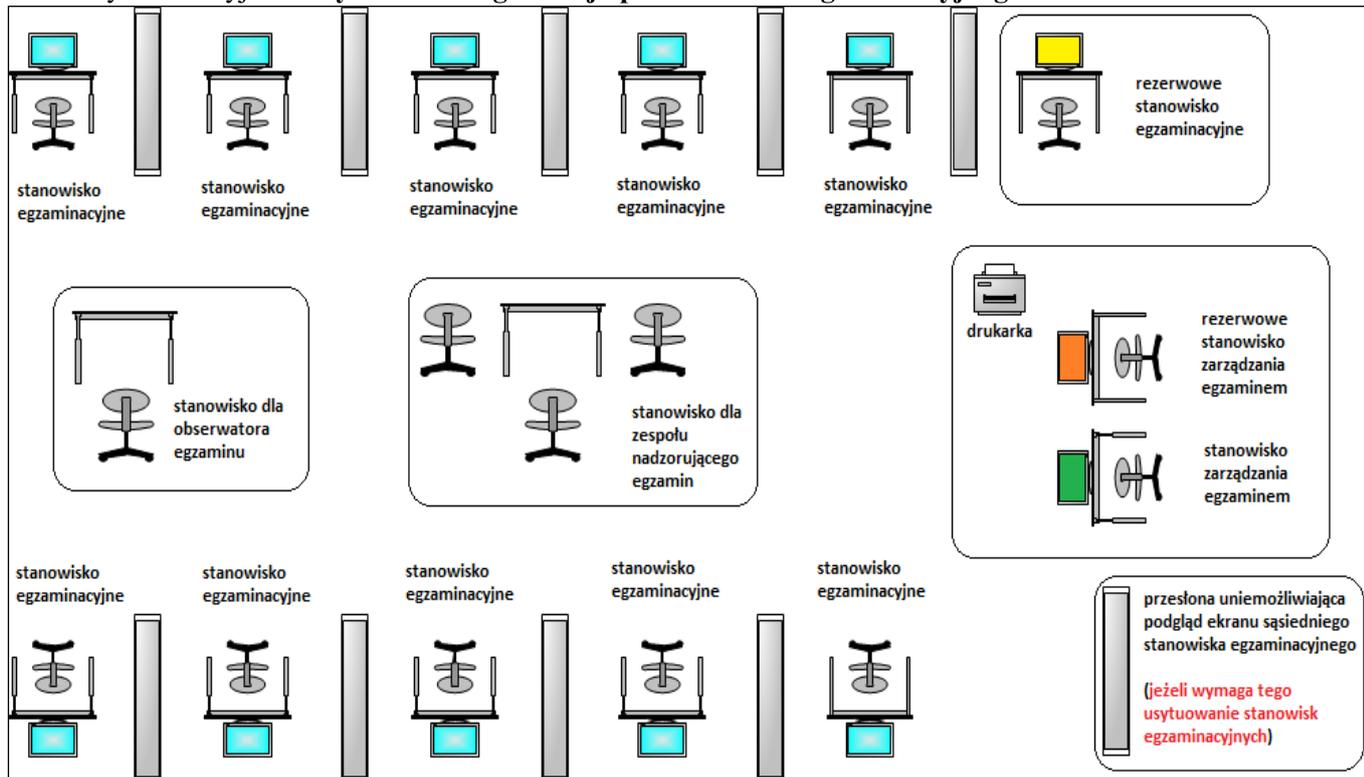 stanowisko
egzaminacyjne
stanowisko
egzaminacyjne
stanowisko
egzaminacyjne
stanowisko
egzaminacyjne
stanowisko
egzaminacyjne
rezerwowe
stanowisko
egzaminacyjne
stanowisko dla
obserwatora
egzaminu
stanowisko dla
zespołu
nadzorującego
egzamin
drukarka
rezerwowe
stanowisko
zarządzania
egzaminem
stanowisko
zarządzania
egzaminem
stanowisko
egzaminacyjne
stanowisko
egzaminacyjne
stanowisko
egzaminacyjne
stanowisko
egzaminacyjne
stanowisko
egzaminacyjne
przesłona uniemożliwiająca
podgląd ekranu sąsiedniego
stanowiska egzaminacyjnego
(jeżeli wymaga tego
usytuowanie stanowisk
egzaminacyjnych)